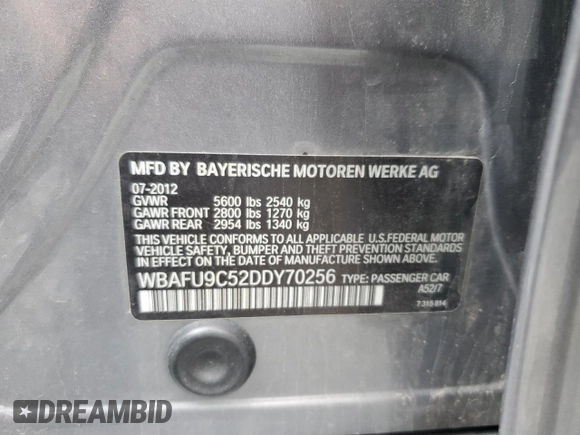 MFD BY BAYERISCHE MOTOREN WERKE AG
07-2012
GVWR 5600 lbs 2540 kg
GAWR FRONT 2800 lbs 1270 kg
GAWR REAR 2954 lbs 1340 kg
THIS VEHICLE CONFORMS TO ALL APPLICABLE U.S.FEDERAL MOTOR
VEHICLE SAFETY, BUMPER AND THEFT PREVENTION STANDARDS
IN EFFECT ON THE DATE OF MANUFACTURE SHOWN ABOVE.
WBAFU9C52DDY70256 TYPE: PASSENGER CAR
A52/7
7 315 814
DREAMBID